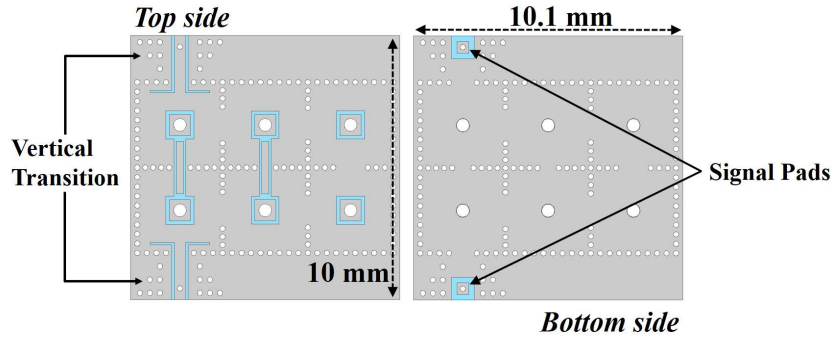 Top side
10.1 mm
Vertical
Transition
Signal Pads
10 mm
Bottom side